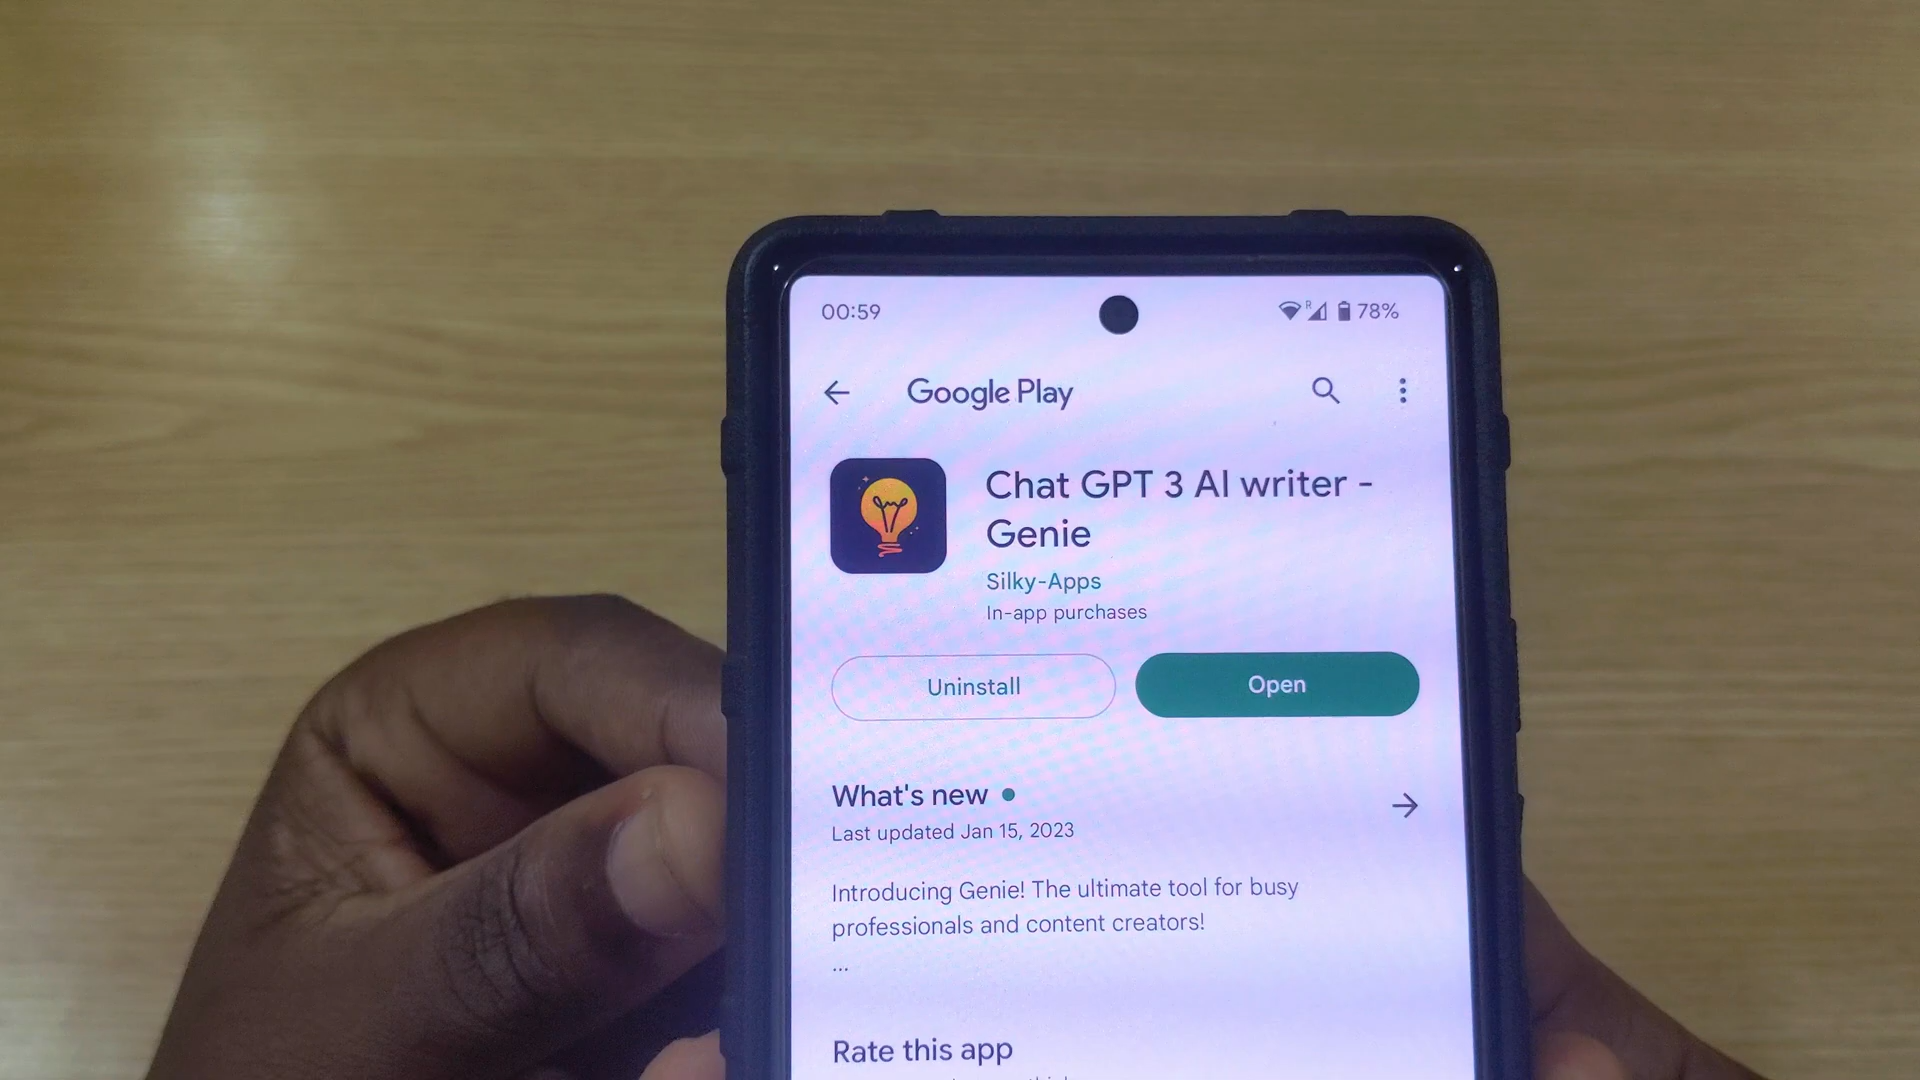 00:59
R
78%
Google Play
Chat GPT 3 AI writer -
Genie
Silky-Apps
In-app purchases
Uninstall
Open
What's new
Last updated Jan 15, 2023
Introducing Genie! The ultimate tool for busy
professionals and content creators!
...
Rate this app